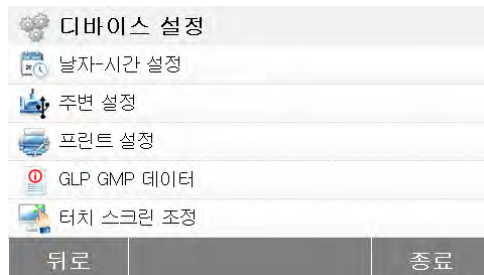 디바이스 설정
날자-시간 설정
주변 설정
프린트 설정
GLP GMP 데이터
터치 스크린 조정
뒤로 종료